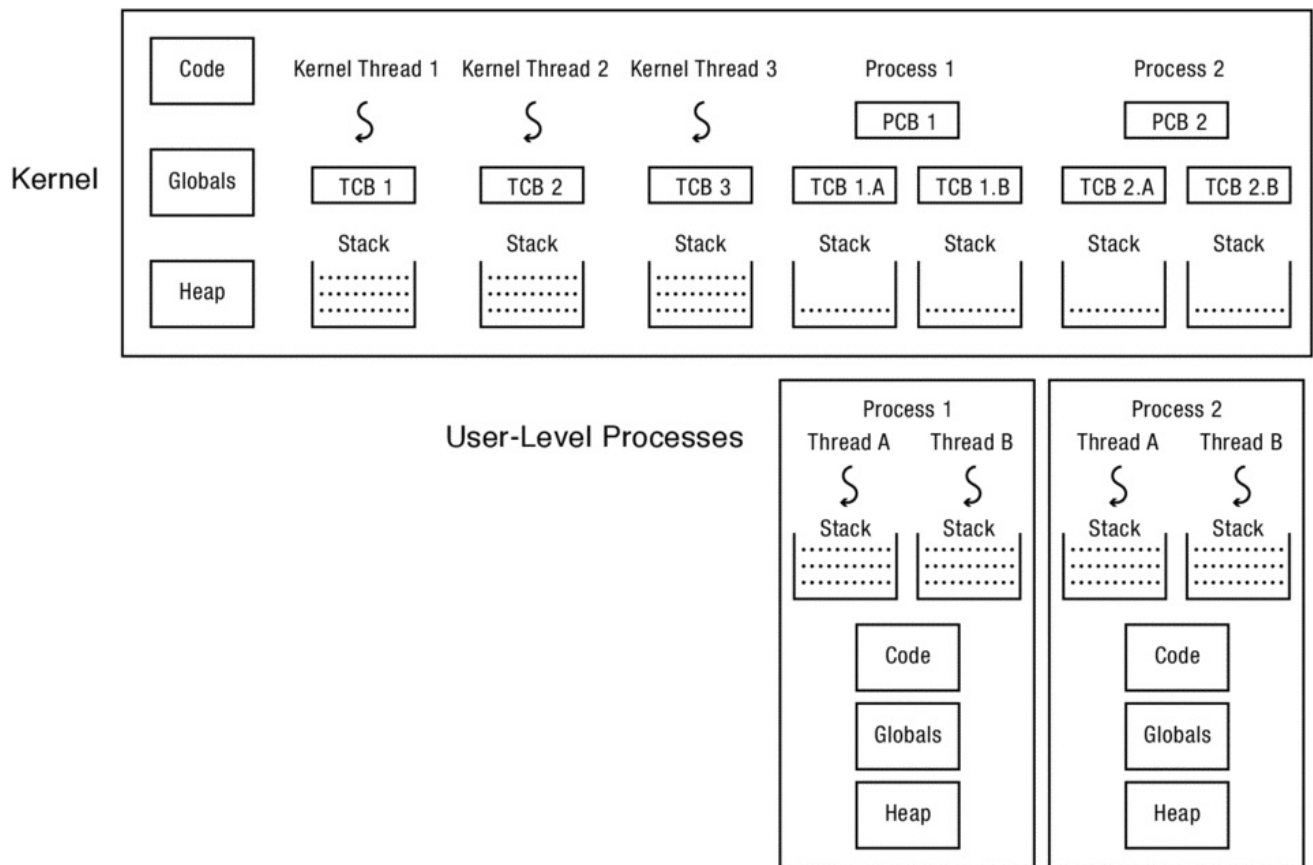 Code
Kernel Thread 1 Kernel Thread 2 Kernel Thread 3 Process 1 Process 2
PCB 1 PCB 2
Kernel
Globals
TCB 1 TCB 2 TCB 3 TCB 1.A TCB 1.B TCB 2.A TCB 2.B
Stack Stack Stack Stack Stack Stack Stack
Heap
User-Level Processes
Process 1
Thread A Thread B
Stack Stack
Code
Globals
Heap
Process 2
Thread A Thread B
Stack Stack
Code
Globals
Heap